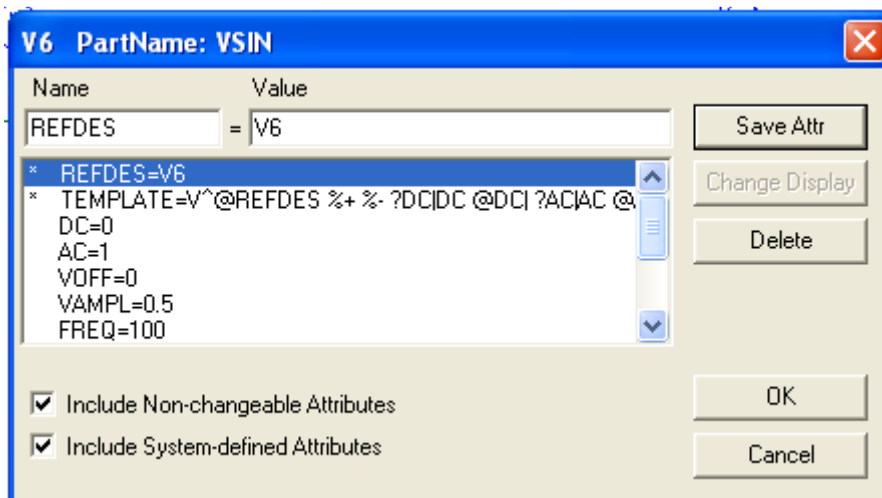 V6 PartName: VSIN
Name Value
REFDES = V6
Save Attr
* REFDES=V6
* TEMPLATE=V^@REFDES %+ %- ?DC|DC @DC| ?AC|AC @
DC=0
AC=1
VOFF=0
VAMPL=0.5
FREQ=100
Change Display
Delete
Include Non-changeable Attributes
Include System-defined Attributes
OK
Cancel